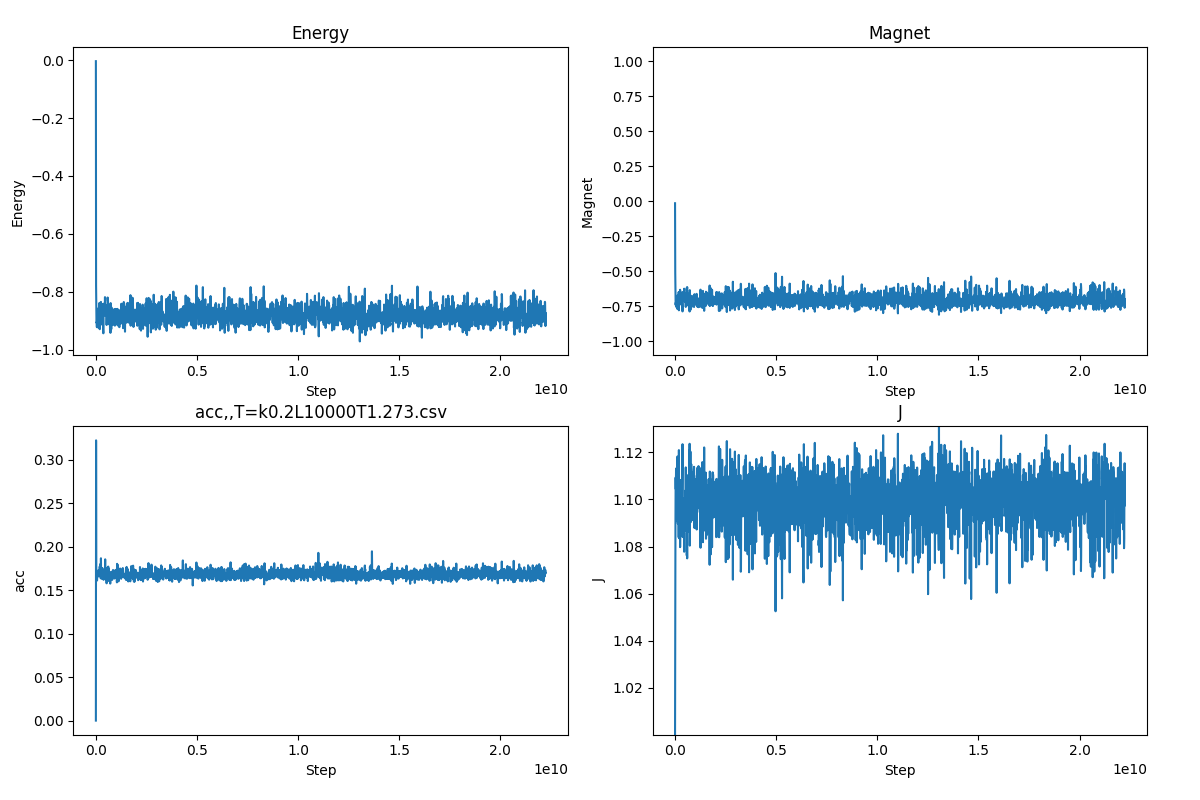 Energy
Energy
0.0
−0.2
−0.4
−0.6
−0.8
−1.0
0.0 0.5 1.0 1.5 2.0
1e10
Step
Magnet
Magnet
1.00
0.75
0.50
0.25
0.00
−0.25
−0.50
−0.75
−1.00
0.0 0.5 1.0 1.5 2.0
1e10
Step
acc,,T=k0.2L10000T1.273.csv
acc
0.30
0.25
0.20
0.15
0.10
0.05
0.00
0.0 0.5 1.0 1.5 2.0
1e10
Step
J
J
1.12
1.10
1.08
1.06
1.04
1.02
0.0 0.5 1.0 1.5 2.0
1e10
Step